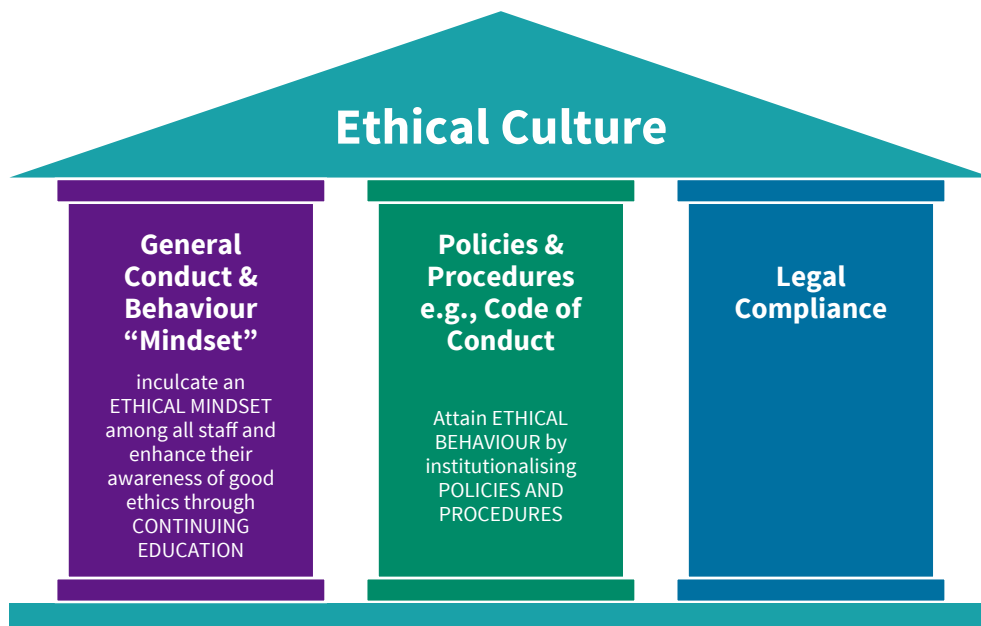 Ethical Culture
General
Conduct &
Behaviour
“Mindset”
inculcate an
ETHICAL MINDSET
among all staff and
enhance their
awareness of good
ethics through
CONTINUING
EDUCATION
Policies &
Procedures
e.g., Code of
Conduct
Attain ETHICAL
BEHAVIOUR by
institutionalising
POLICIES AND
PROCEDURES
Legal
Compliance